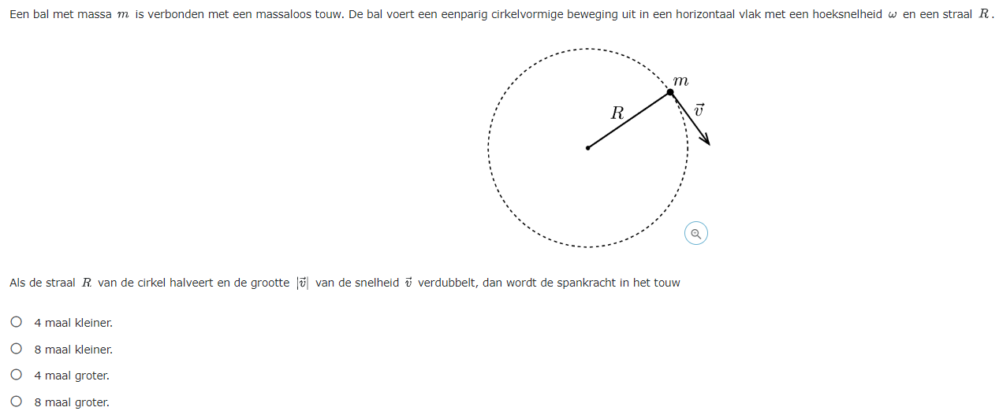 Een bal met massa m is verbonden met een massaloos touw. De bal voert een eenparig cirkelvormige beweging uit in een horizontaal vlak met een hoeksnelheid ω en een straal R.
m
R
v⃗
Als de straal R van de cirkel halveert en de grootte |v⃗| van de snelheid v⃗ verdubbelt, dan wordt de spankracht in het touw
4 maal kleiner.
8 maal kleiner.
4 maal groter.
8 maal groter.